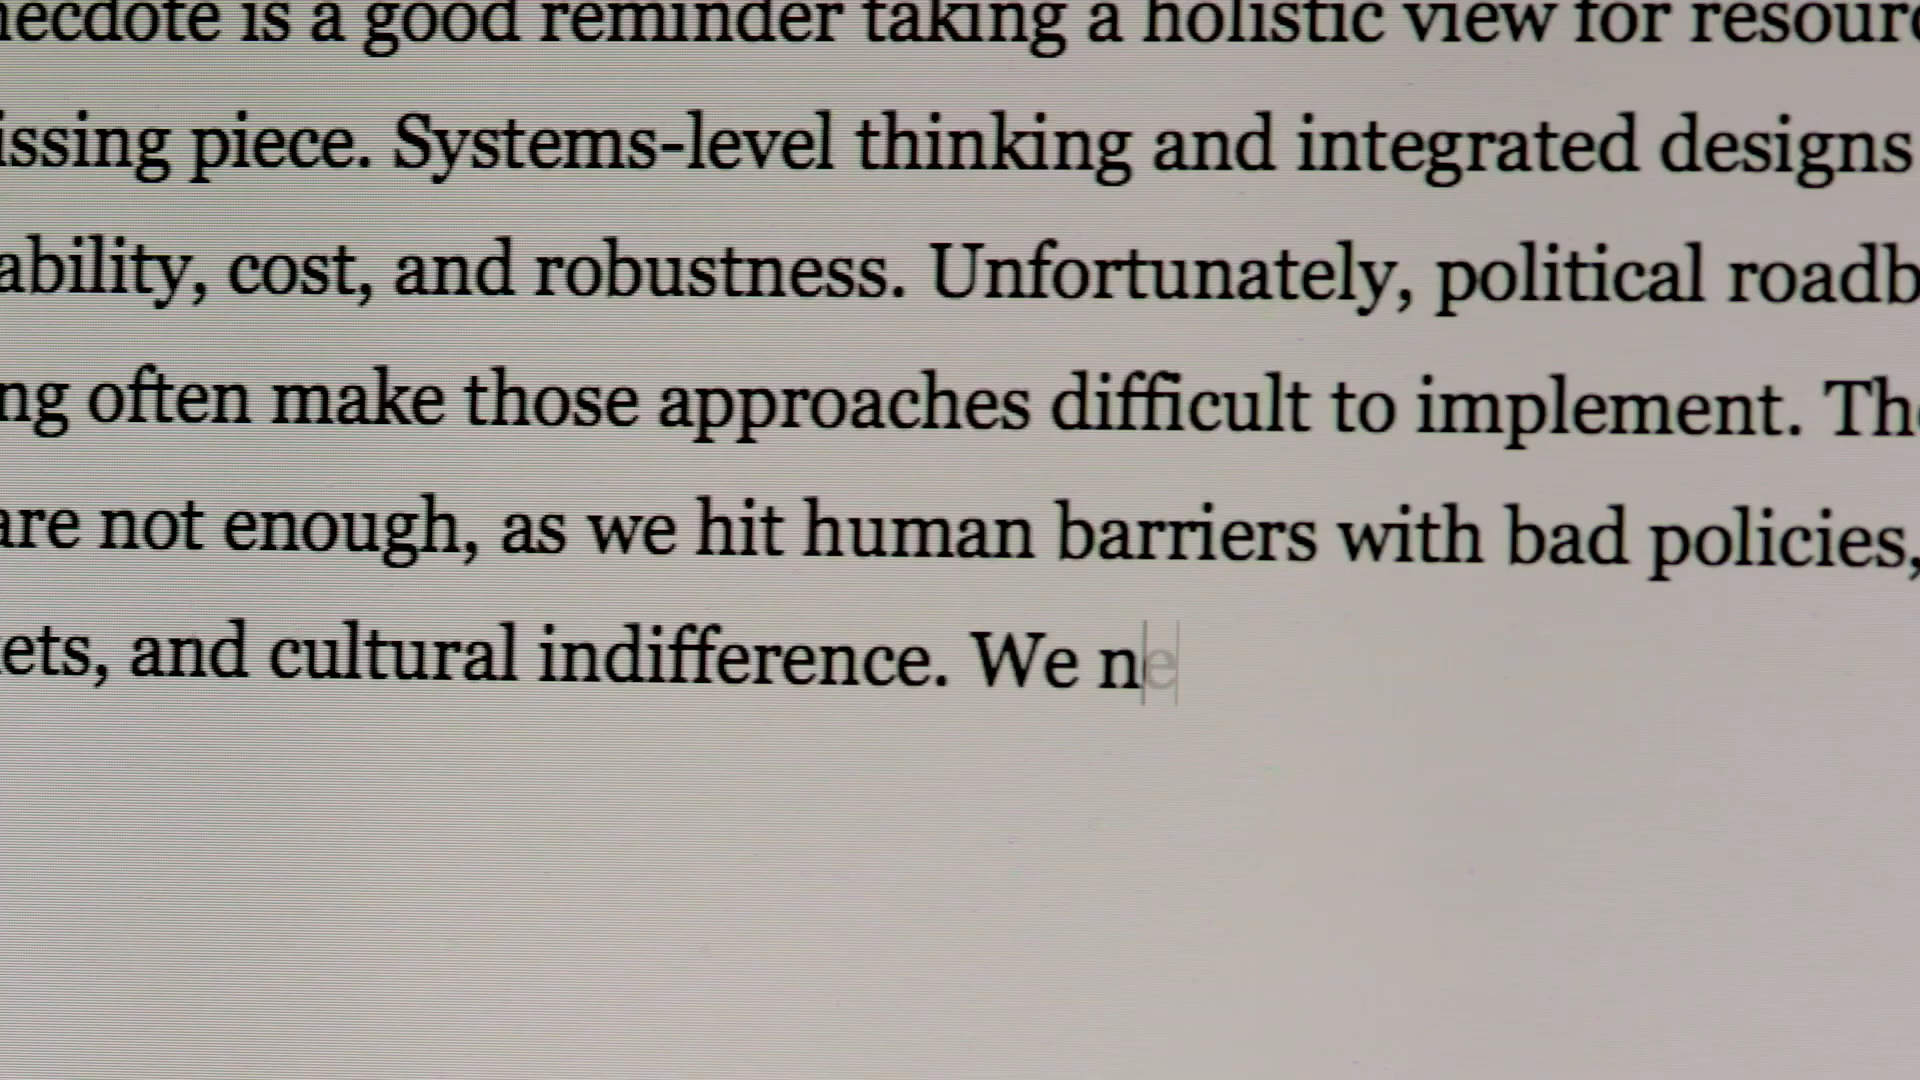 necdote is a good reminder taking a holistic view for resour
issing piece. Systems-level thinking and integrated designs
ability, cost, and robustness. Unfortunately, political roadb
ng often make those approaches difficult to implement. Th
are not enough, as we hit human barriers with bad policies,
ets, and cultural indifference. We ne